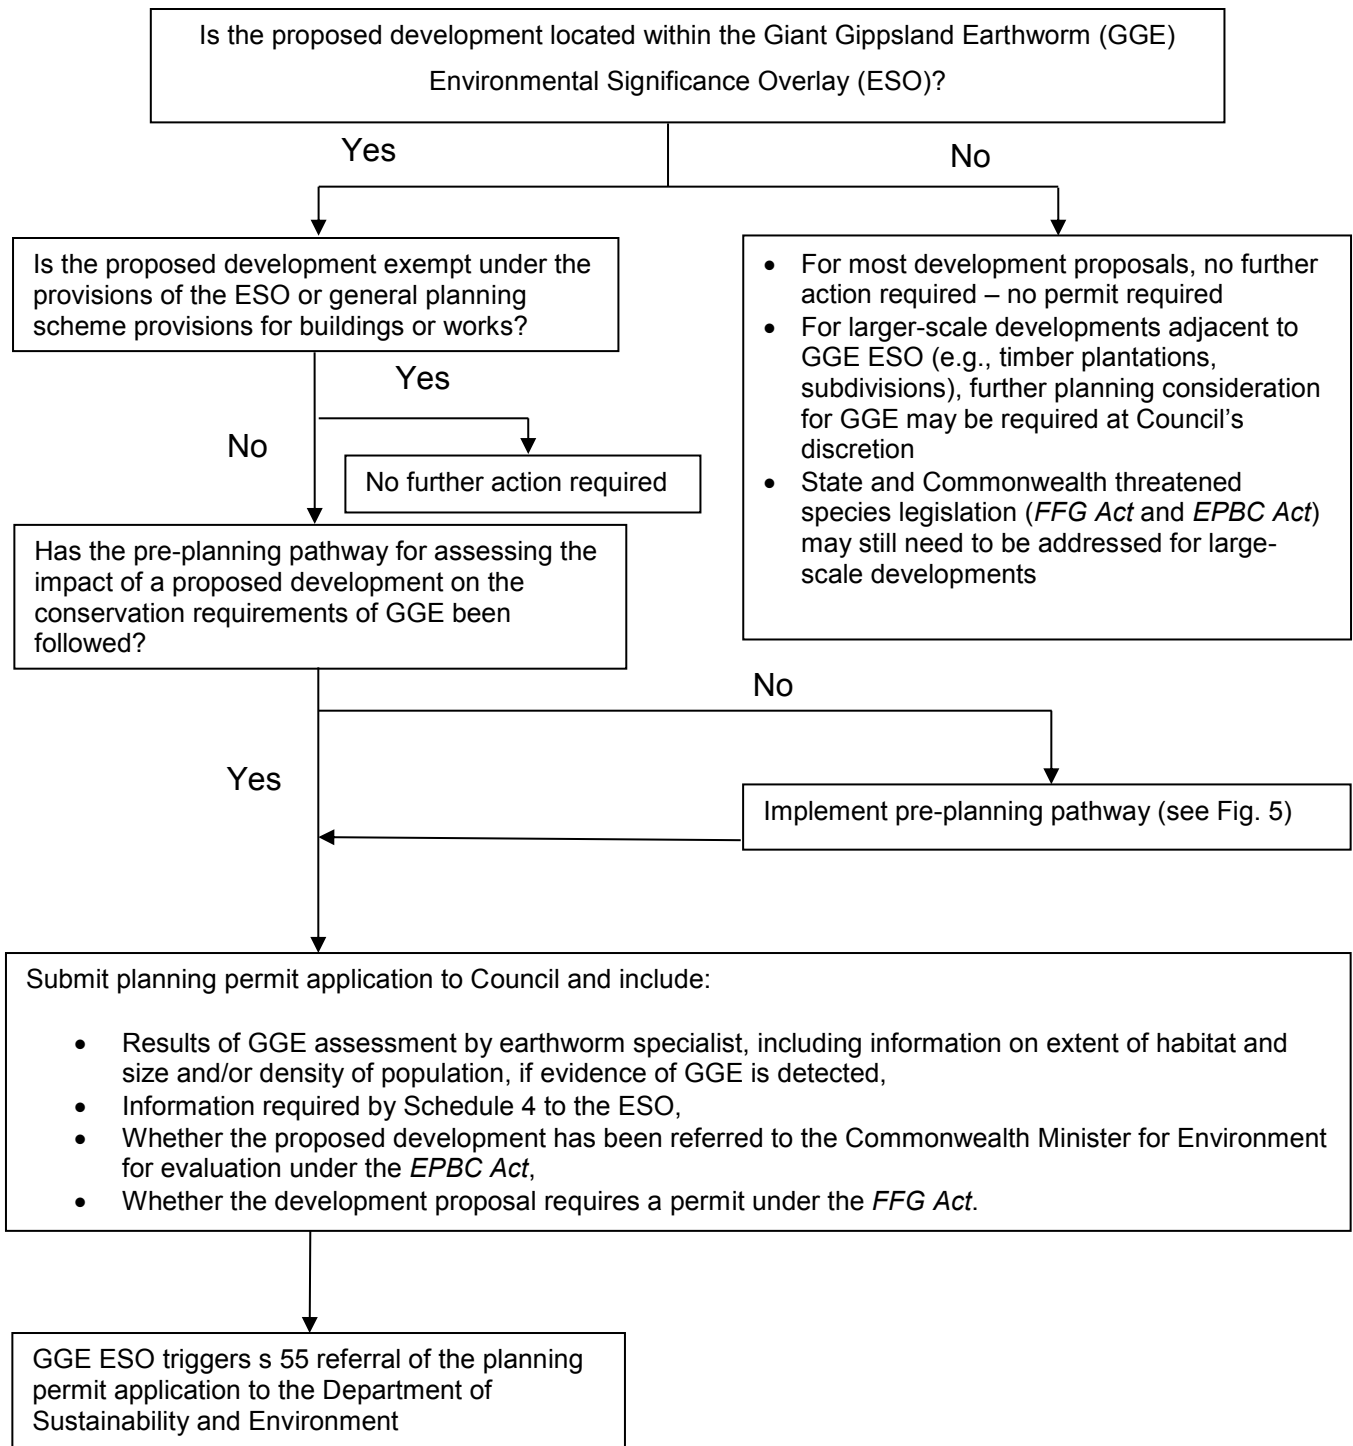 Is the proposed development located within the Giant Gippsland Earthworm (GGE)
Environmental Significance Overlay (ESO)?
Yes
No
Is the proposed development exempt under the
provisions of the ESO or general planning
scheme provisions for buildings or works?
• For most development proposals, no further
action required – no permit required
• For larger-scale developments adjacent to
GGE ESO (e.g., timber plantations,
subdivisions), further planning consideration
for GGE may be required at Council’s
discretion
• State and Commonwealth threatened
species legislation (FFG Act and EPBC Act)
may still need to be addressed for large-
scale developments
Yes
No
No further action required
Has the pre-planning pathway for assessing the
impact of a proposed development on the
conservation requirements of GGE been
followed?
No
Yes
Implement pre-planning pathway (see Fig. 5)
Submit planning permit application to Council and include:
• Results of GGE assessment by earthworm specialist, including information on extent of habitat and
size and/or density of population, if evidence of GGE is detected,
• Information required by Schedule 4 to the ESO,
• Whether the proposed development has been referred to the Commonwealth Minister for Environment
for evaluation under the EPBC Act,
• Whether the development proposal requires a permit under the FFG Act.
GGE ESO triggers s 55 referral of the planning
permit application to the Department of
Sustainability and Environment